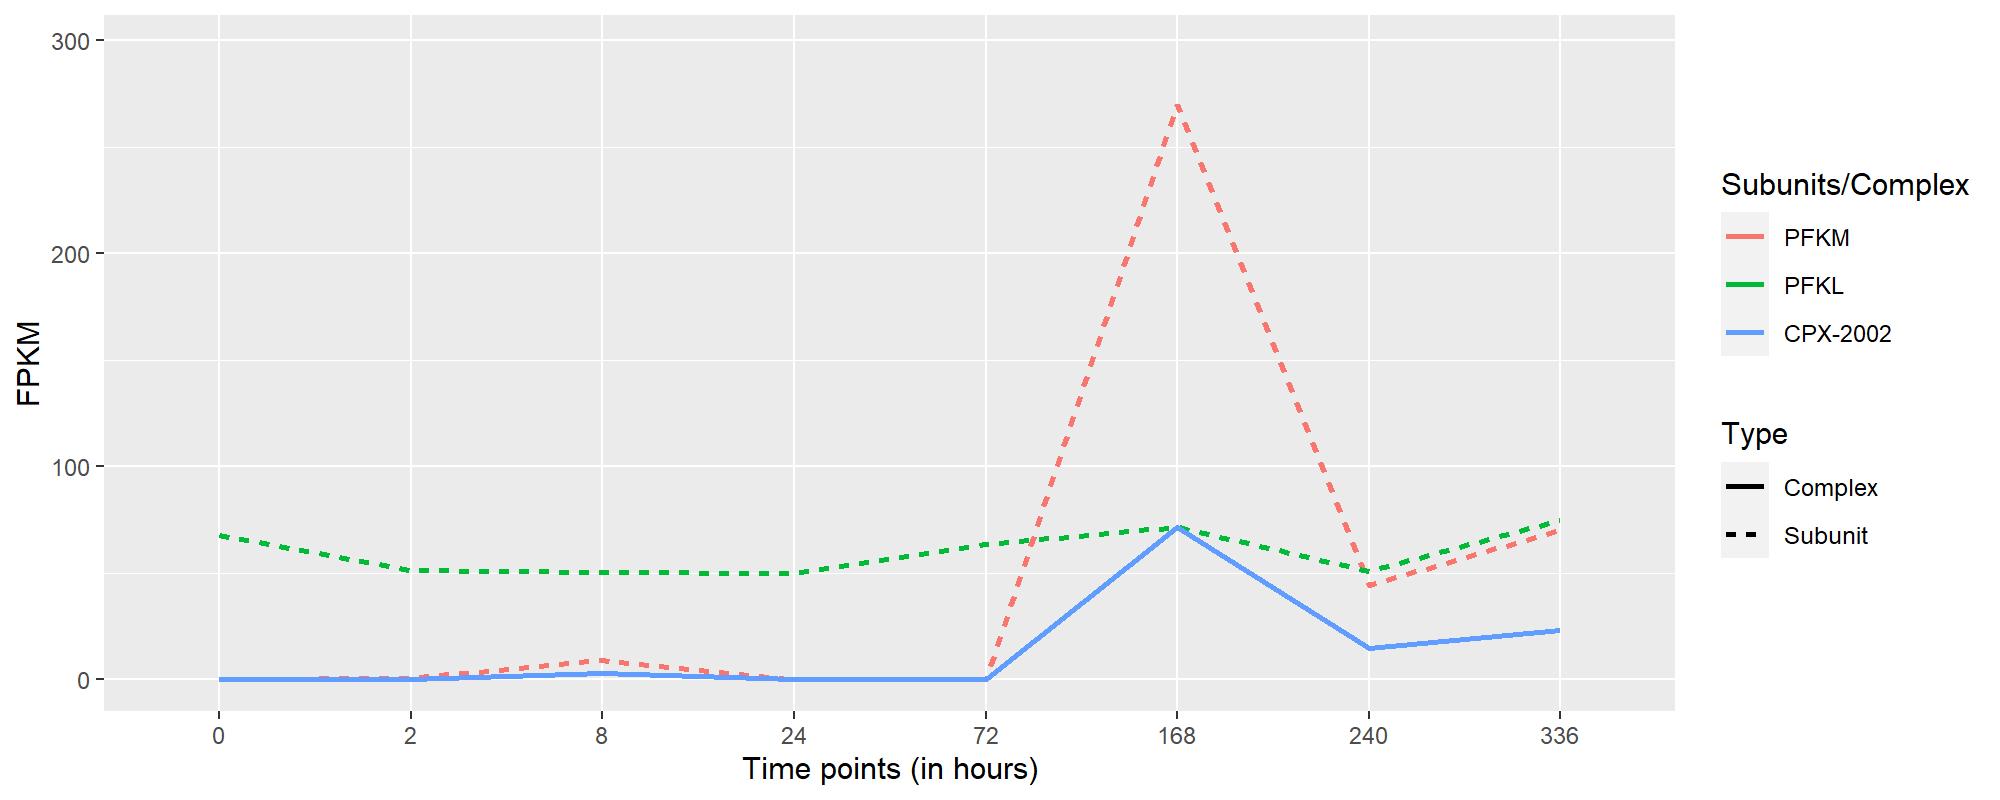 300
200
100
0
FPKM
0 2 8 24 72 168 240 336
Time points (in hours)
Subunits/Complex
PFKM
PFKL
CPX-2002
Type
Complex
Subunit